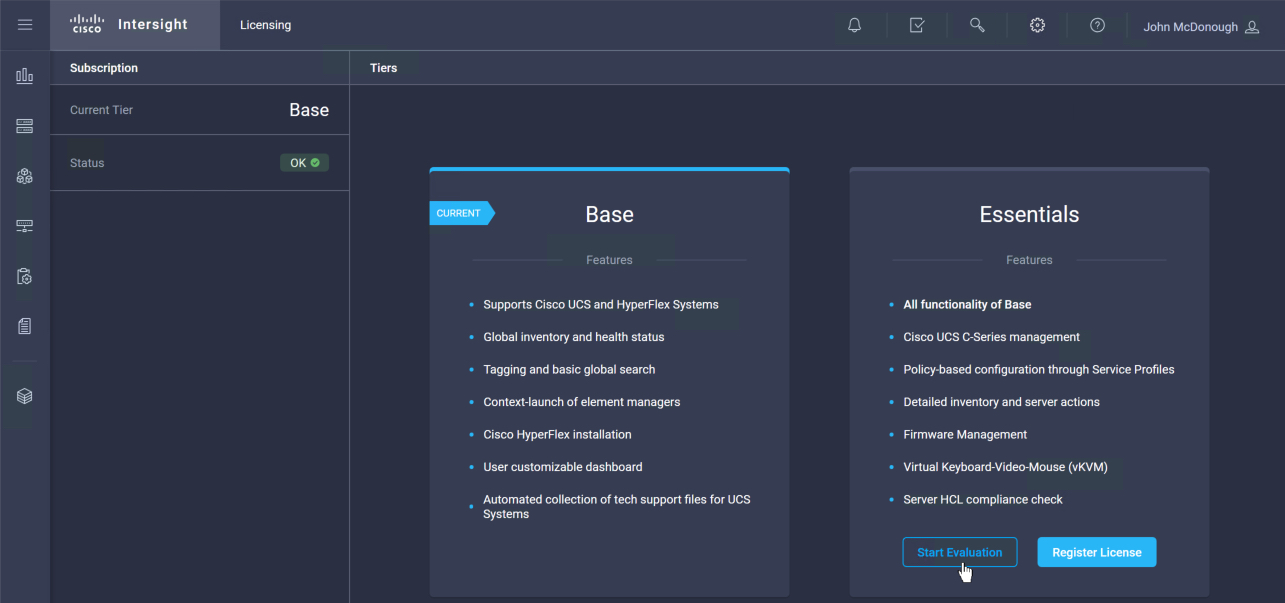 CISCO Intersight
Licensing
John McDonough
Subscription
Tiers
Current Tier
Base
Status
OK
CURRENT
Base
Features
Supports Cisco UCS and HyperFlex Systems
Global inventory and health status
Tagging and basic global search
Context-launch of element managers
Cisco HyperFlex installation
User customizable dashboard
Automated collection of tech support files for UCS
Systems
Essentials
Features
All functionality of Base
Cisco UCS C-Series management
Policy-based configuration through Service Profiles
Detailed inventory and server actions
Firmware Management
Virtual Keyboard-Video-Mouse (vKVM)
Server HCL compliance check
Start Evaluation
Register License